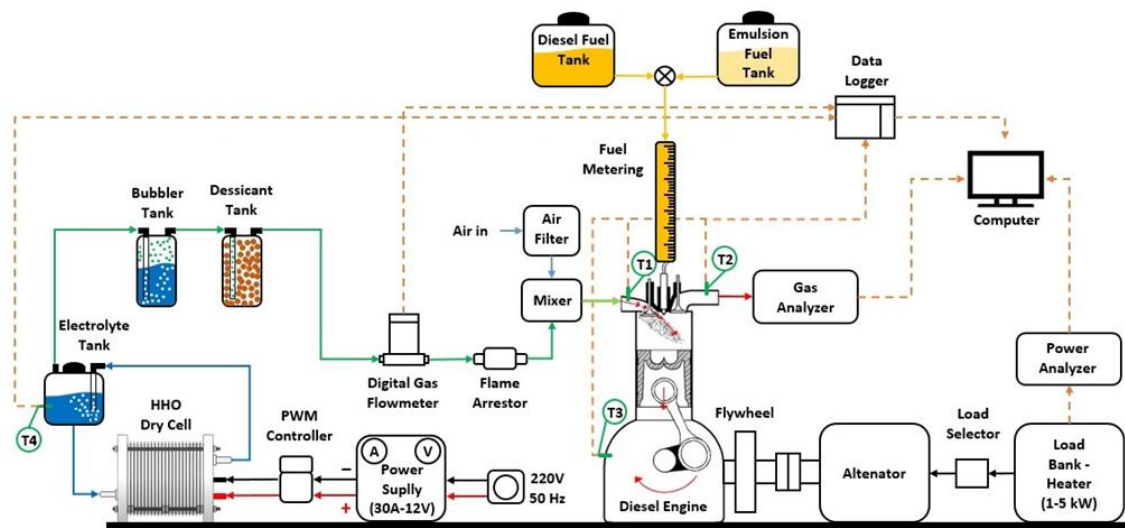 Diesel Fuel
Tank
Emulsion
Fuel
Tank
Data
Logger
Fuel
Metering
Bubbler
Tank
Dessicant
Tank
Air in
Air
Filter
Computer
T1
T2
Mixer
Gas
Analyzer
Electrolyte
Tank
Digital Gas
Flowmeter
Flame
Arrestor
Power
Analyzer
T4
HHO
Dry Cell
PWM
Controller
A
V
Power
Suplly
(30A-12V)
−
+
220V
50 Hz
T3
Flywheel
Diesel Engine
Altenator
Load
Selector
Load
Bank -
Heater
(1-5 kW)